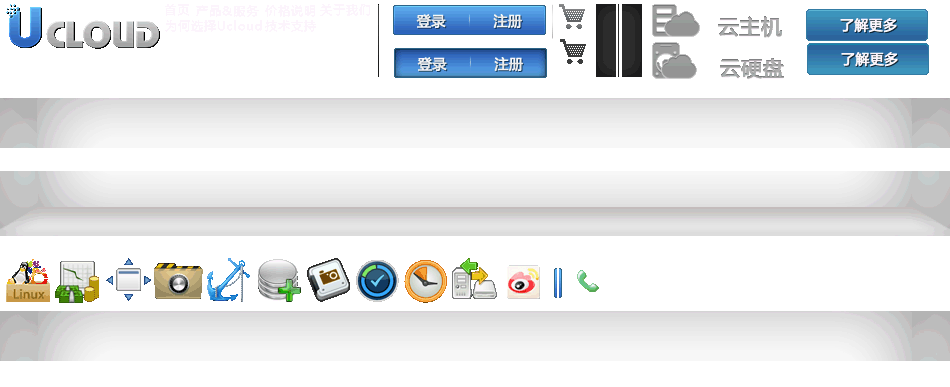 UCLOUD
首页 产品&服务 价格说明 关于我们
为何选择Ucloud 技术支持
登录 注册
登录 注册
云主机
云硬盘
了解更多
了解更多
Linux